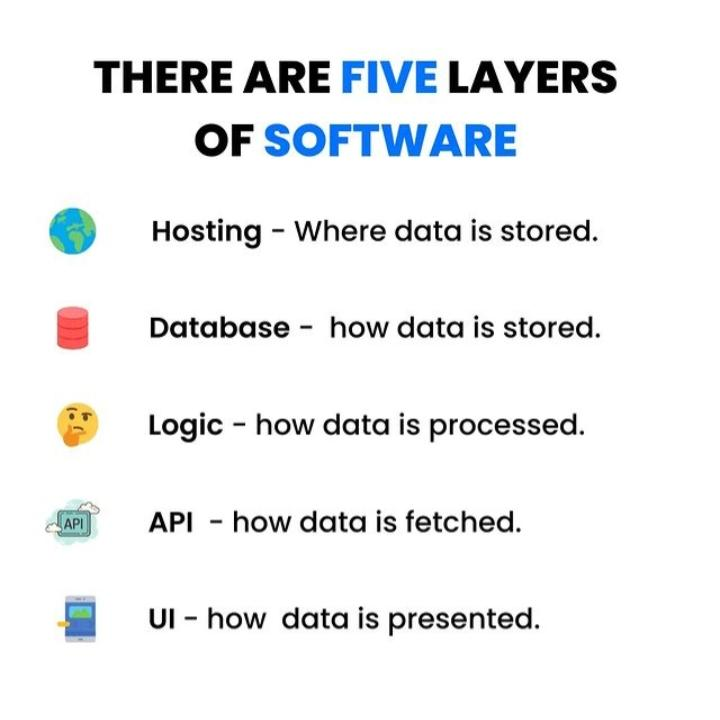 THERE ARE FIVE LAYERS
OF SOFTWARE
Hosting - Where data is stored.
Database - how data is stored.
Logic - how data is processed.
API - how data is fetched.
API
UI - how data is presented.